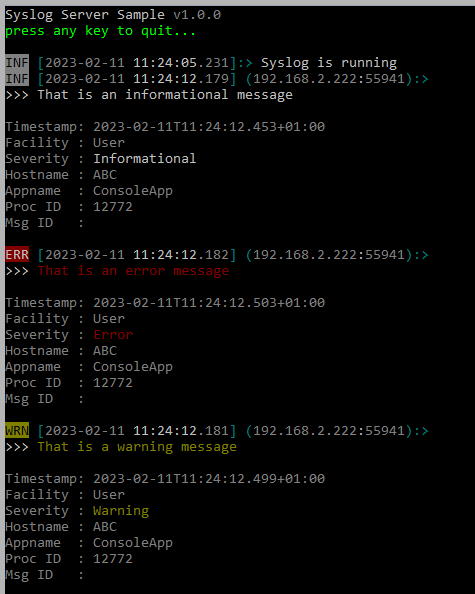 Syslog Server Sample v1.0.0
press any key to quit...
INF [2023-02-11 11:24:05.231]:> Syslog is running
INF [2023-02-11 11:24:12.179] (192.168.2.222:55941):>
>>> That is an informational message
Timestamp: 2023-02-11T11:24:12.453+01:00
Facility : User
Severity : Informational
Hostname : ABC
Appname  : ConsoleApp
Proc ID  : 12772
Msg ID   :
ERR [2023-02-11 11:24:12.182] (192.168.2.222:55941):>
>>> That is an error message
Timestamp: 2023-02-11T11:24:12.503+01:00
Facility : User
Severity : Error
Hostname : ABC
Appname  : ConsoleApp
Proc ID  : 12772
Msg ID   :
WRN [2023-02-11 11:24:12.181] (192.168.2.222:55941):>
>>> That is a warning message
Timestamp: 2023-02-11T11:24:12.499+01:00
Facility : User
Severity : Warning
Hostname : ABC
Appname  : ConsoleApp
Proc ID  : 12772
Msg ID   :